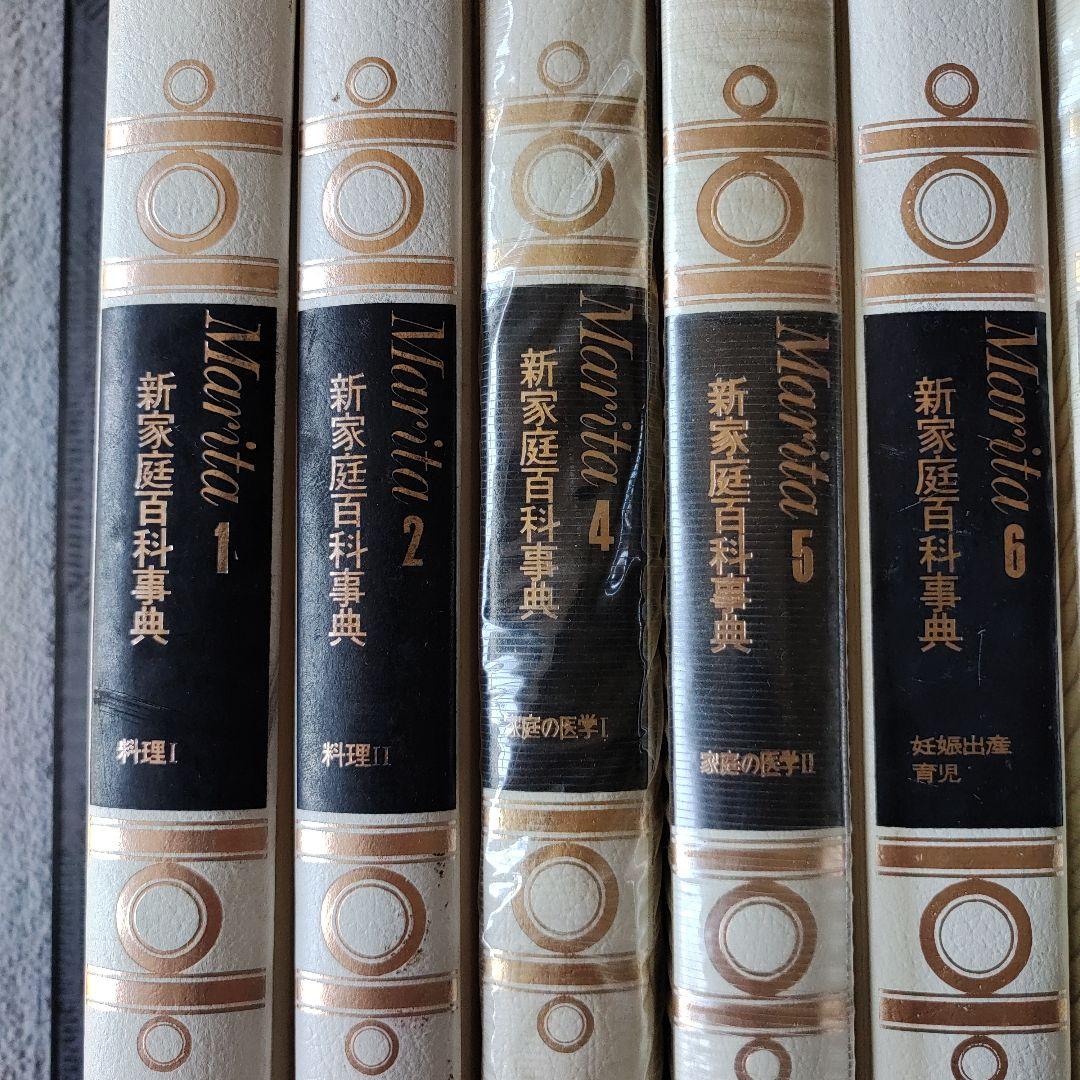 Marita 1
新家庭百科事典
料理I
Marita 2
新家庭百科事典
料理II
Marita 4
新家庭百科事典
家庭の医学I
Marita 5
新家庭百科事典
家庭の医学II
Marita 6
新家庭百科事典
妊娠出産
育児